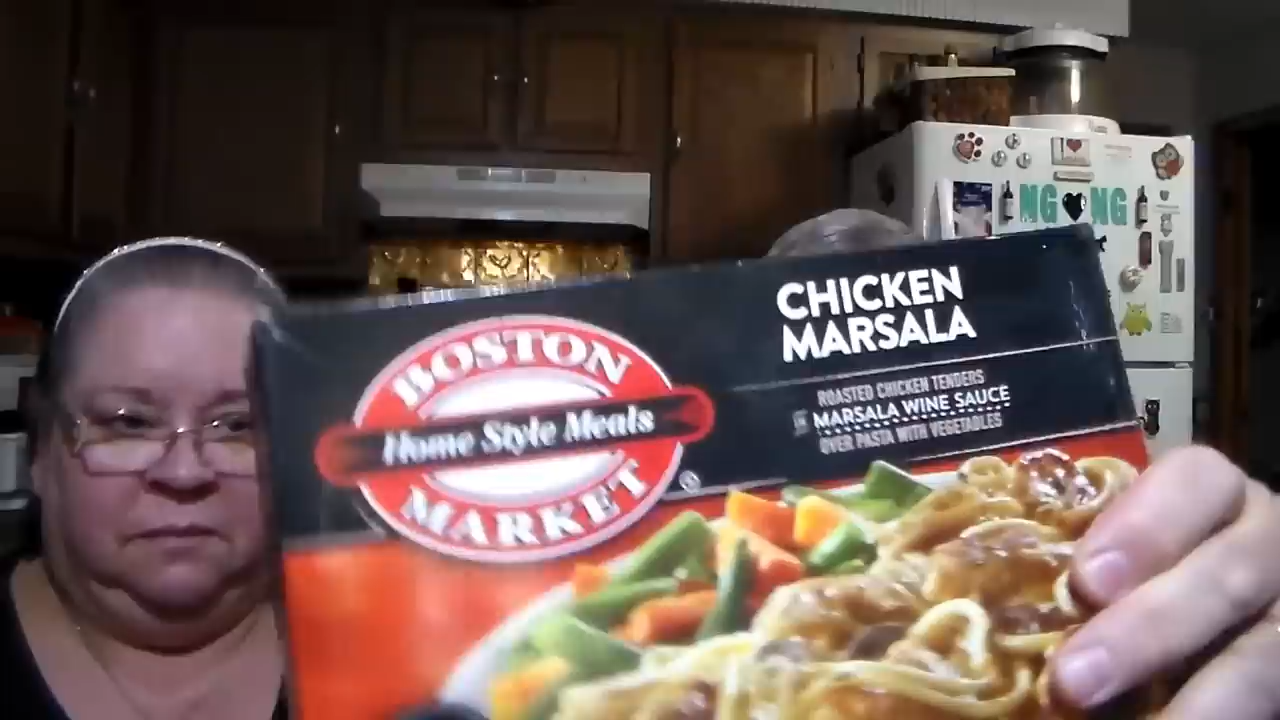 NG NG
CHICKEN
MARSALA
ROASTED CHICKEN TENDERS
IN MARSALA WINE SAUCE
OVER PASTA WITH VEGETABLES
BOSTON
Home Style Meals
MARKET
®